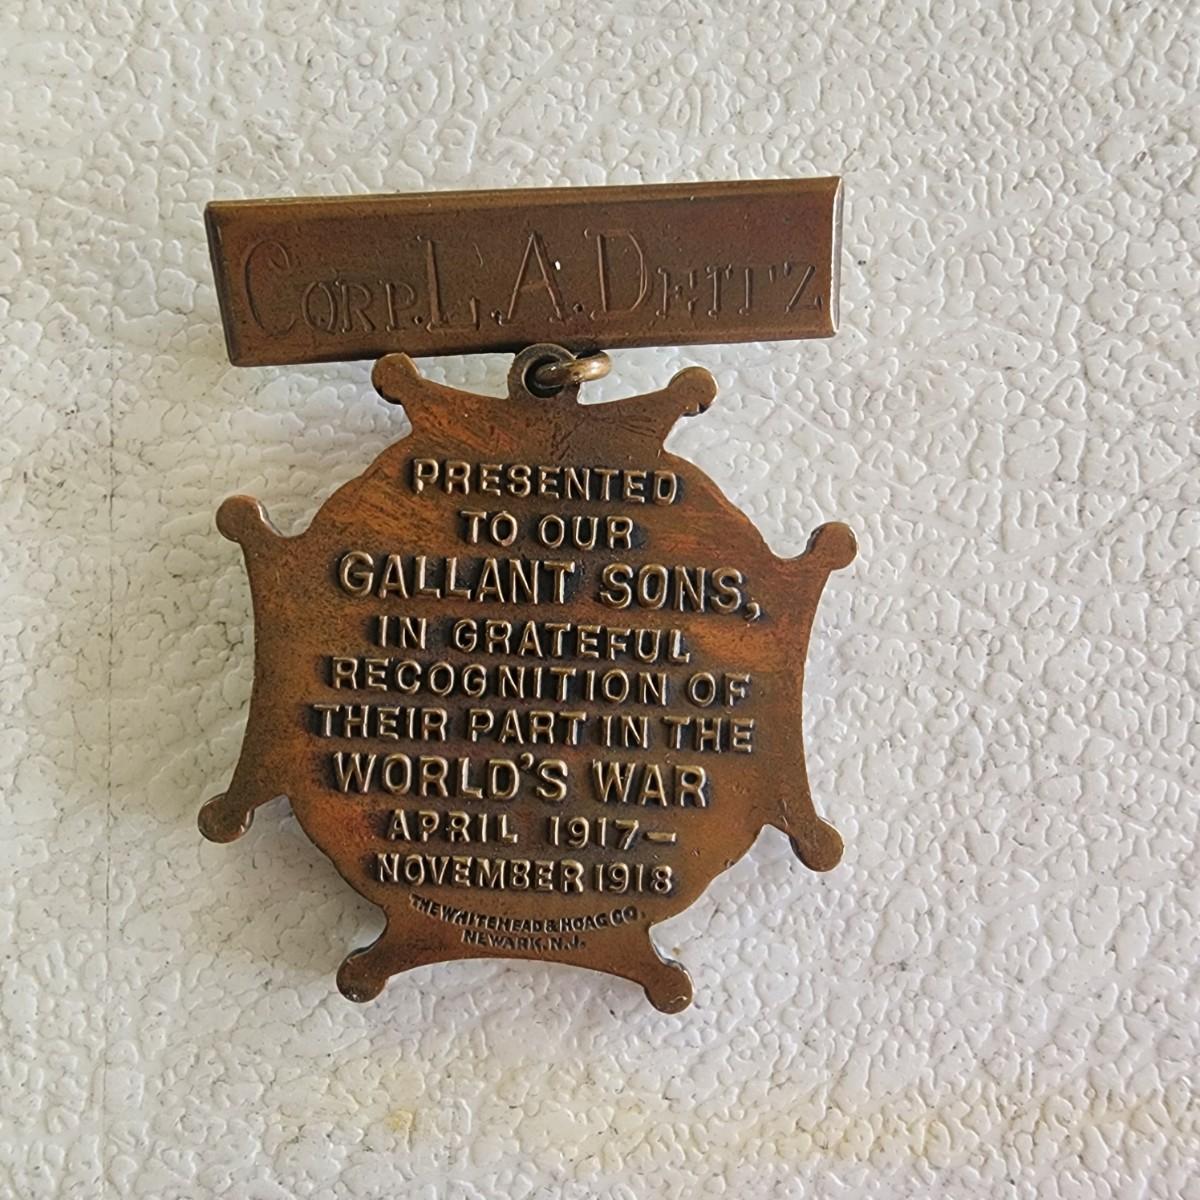 CORP. L. A. DEITZ
PRESENTED
TO OUR
GALLANT SONS,
IN GRATEFUL
RECOGNITION OF
THEIR PART IN THE
WORLD'S WAR
APRIL 1917-
NOVEMBER 1918
THE WHITEHEAD & HOAG CO.
NEWARK, N.J.